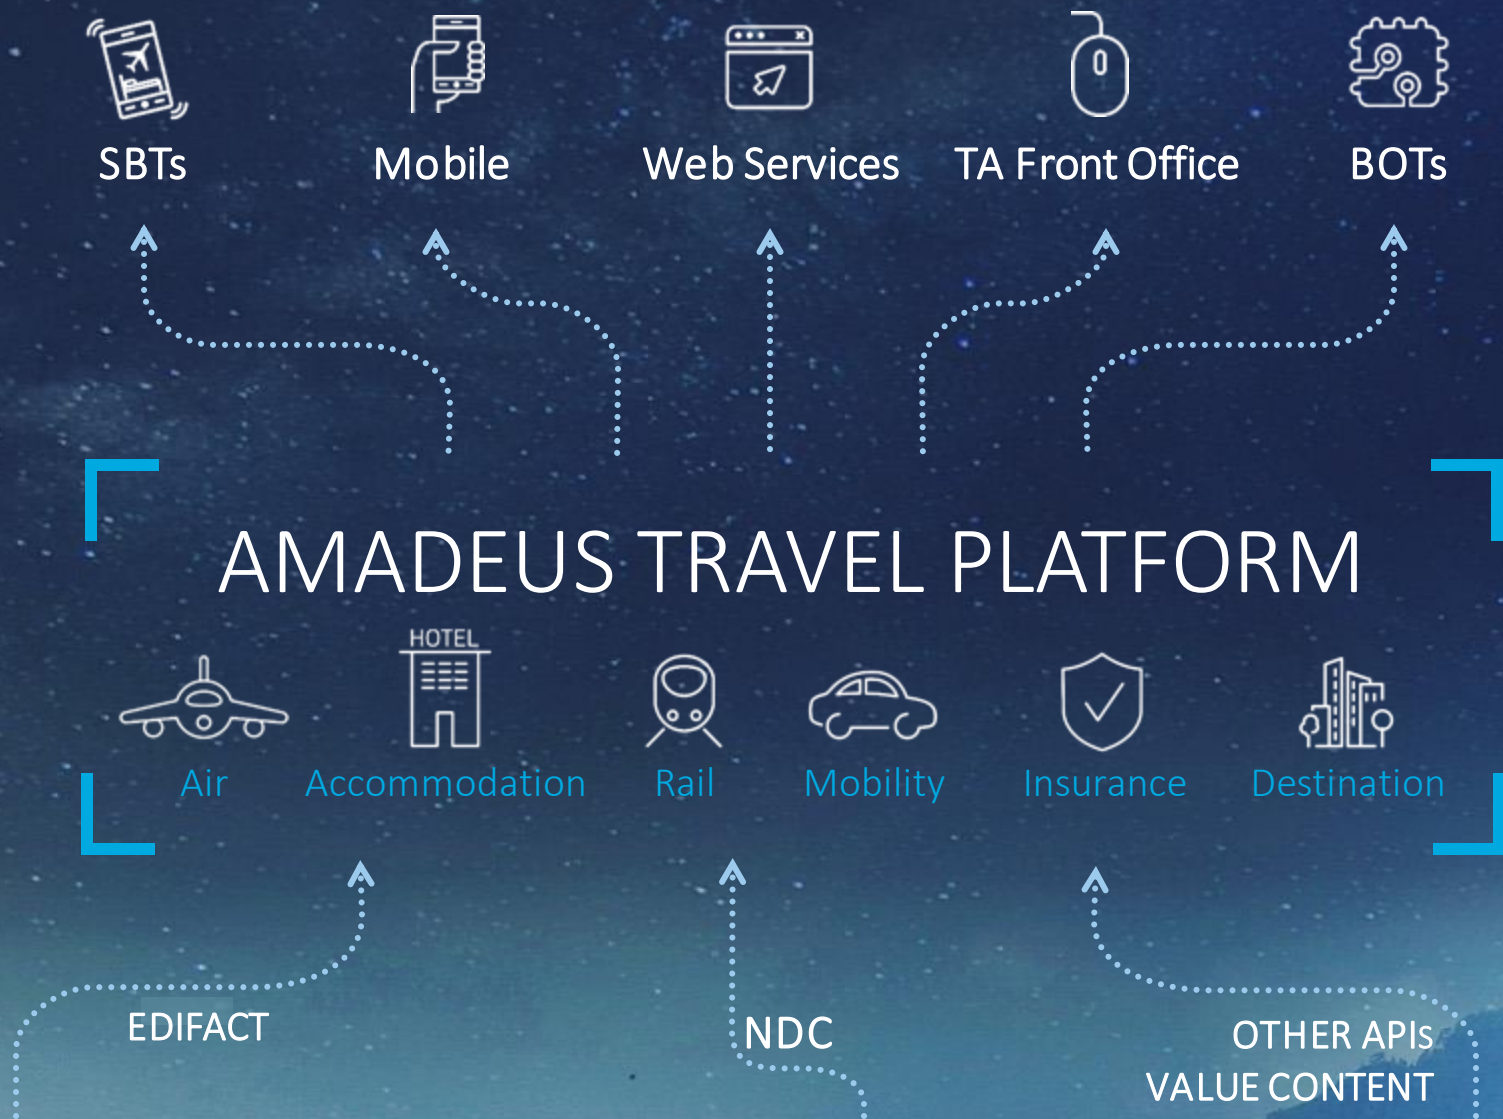 SBTs
Mobile
Web Services
TA Front Office
BOTs
AMADEUS TRAVEL PLATFORM
HOTEL
Air
Accommodation
Rail
Mobility
Insurance
Destination
EDIFACT
NDC
OTHER APIs
VALUE CONTENT